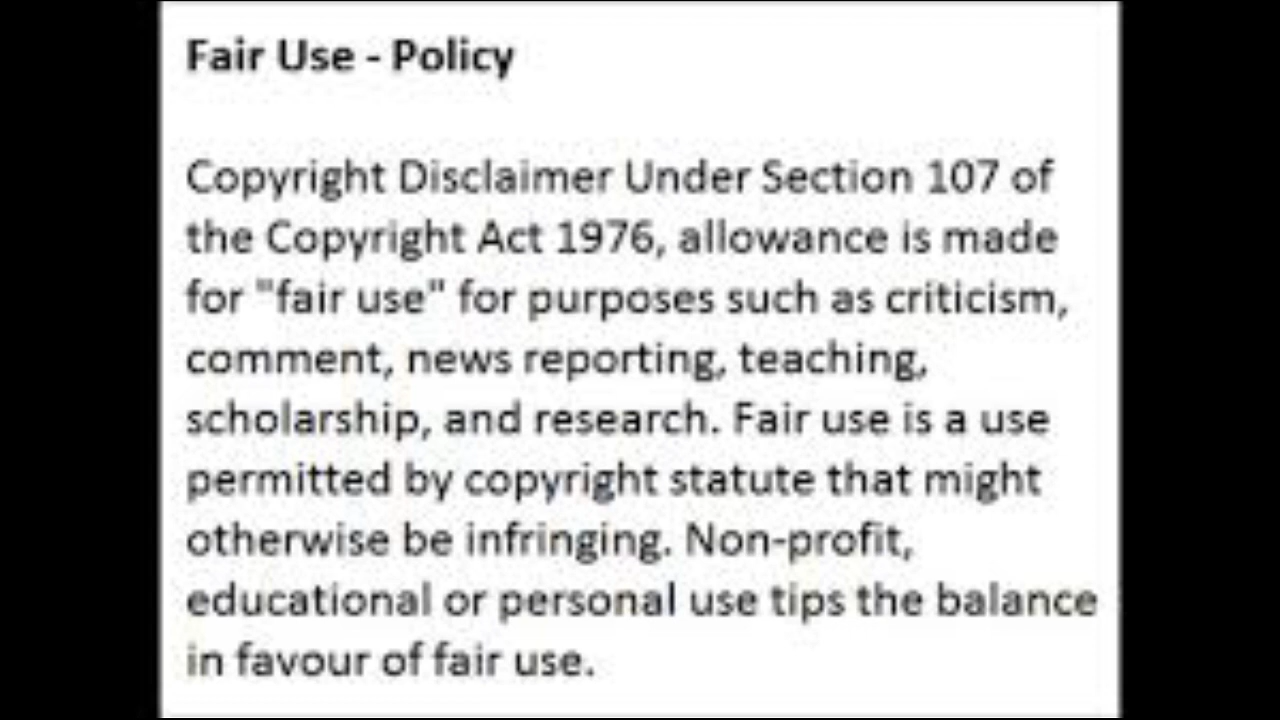 Fair Use - Policy
Copyright Disclaimer Under Section 107 of
the Copyright Act 1976, allowance is made
for "fair use" for purposes such as criticism,
comment, news reporting, teaching,
scholarship, and research. Fair use is a use
permitted by copyright statute that might
otherwise be infringing. Non-profit,
educational or personal use tips the balance
in favour of fair use.